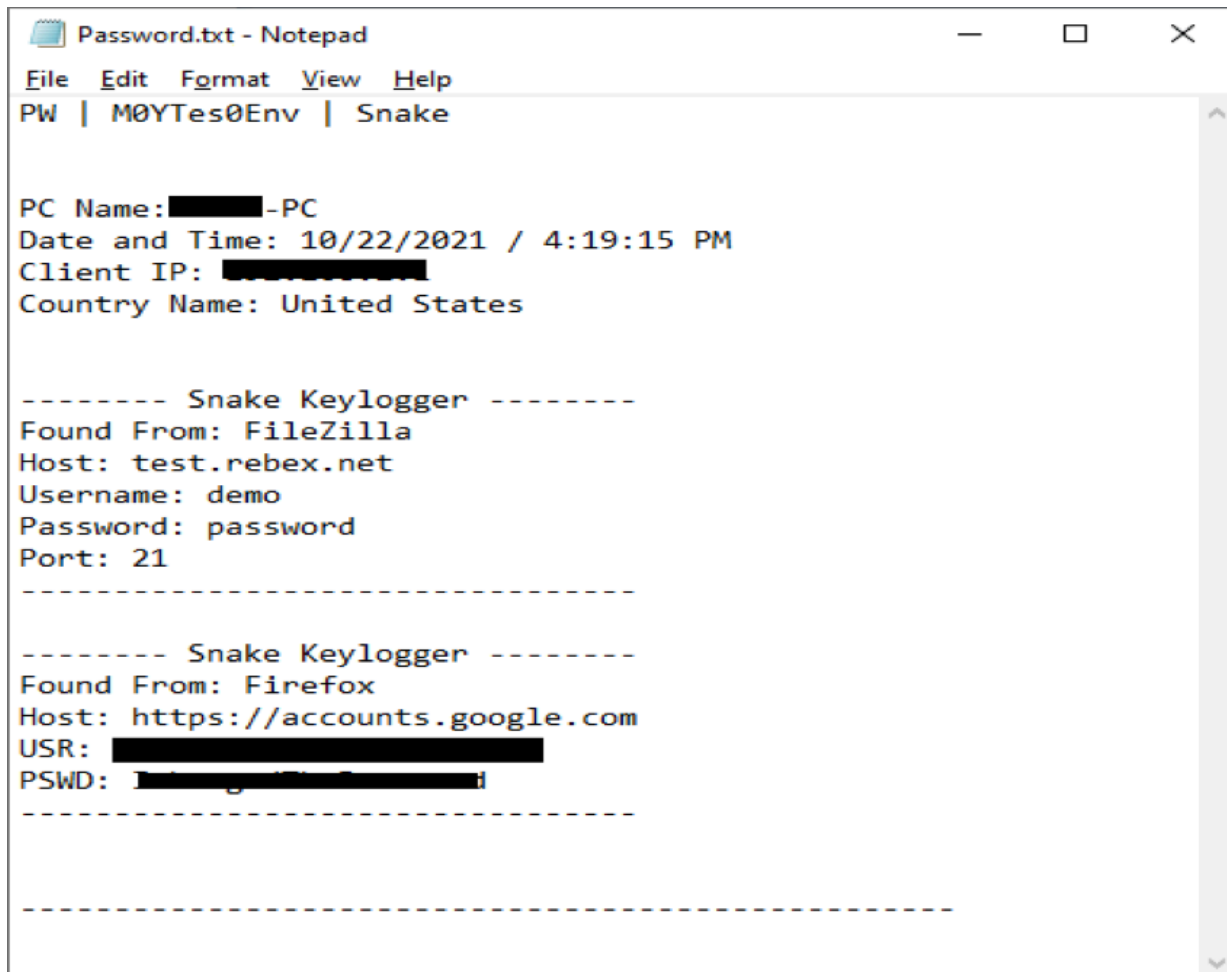 Password.txt - Notepad
File Edit Format View Help
PW | M0YTes0Env | Snake
PC Name: -PC
Date and Time: 10/22/2021 / 4:19:15 PM
Client IP:
Country Name: United States
-------- Snake Keylogger --------
Found From: FileZilla
Host: test.rebex.net
Username: demo
Password: password
Port: 21
---------------------------------
-------- Snake Keylogger --------
Found From: Firefox
Host: https://accounts.google.com
USR:
PSWD:
---------------------------------
--------------------------------------------------